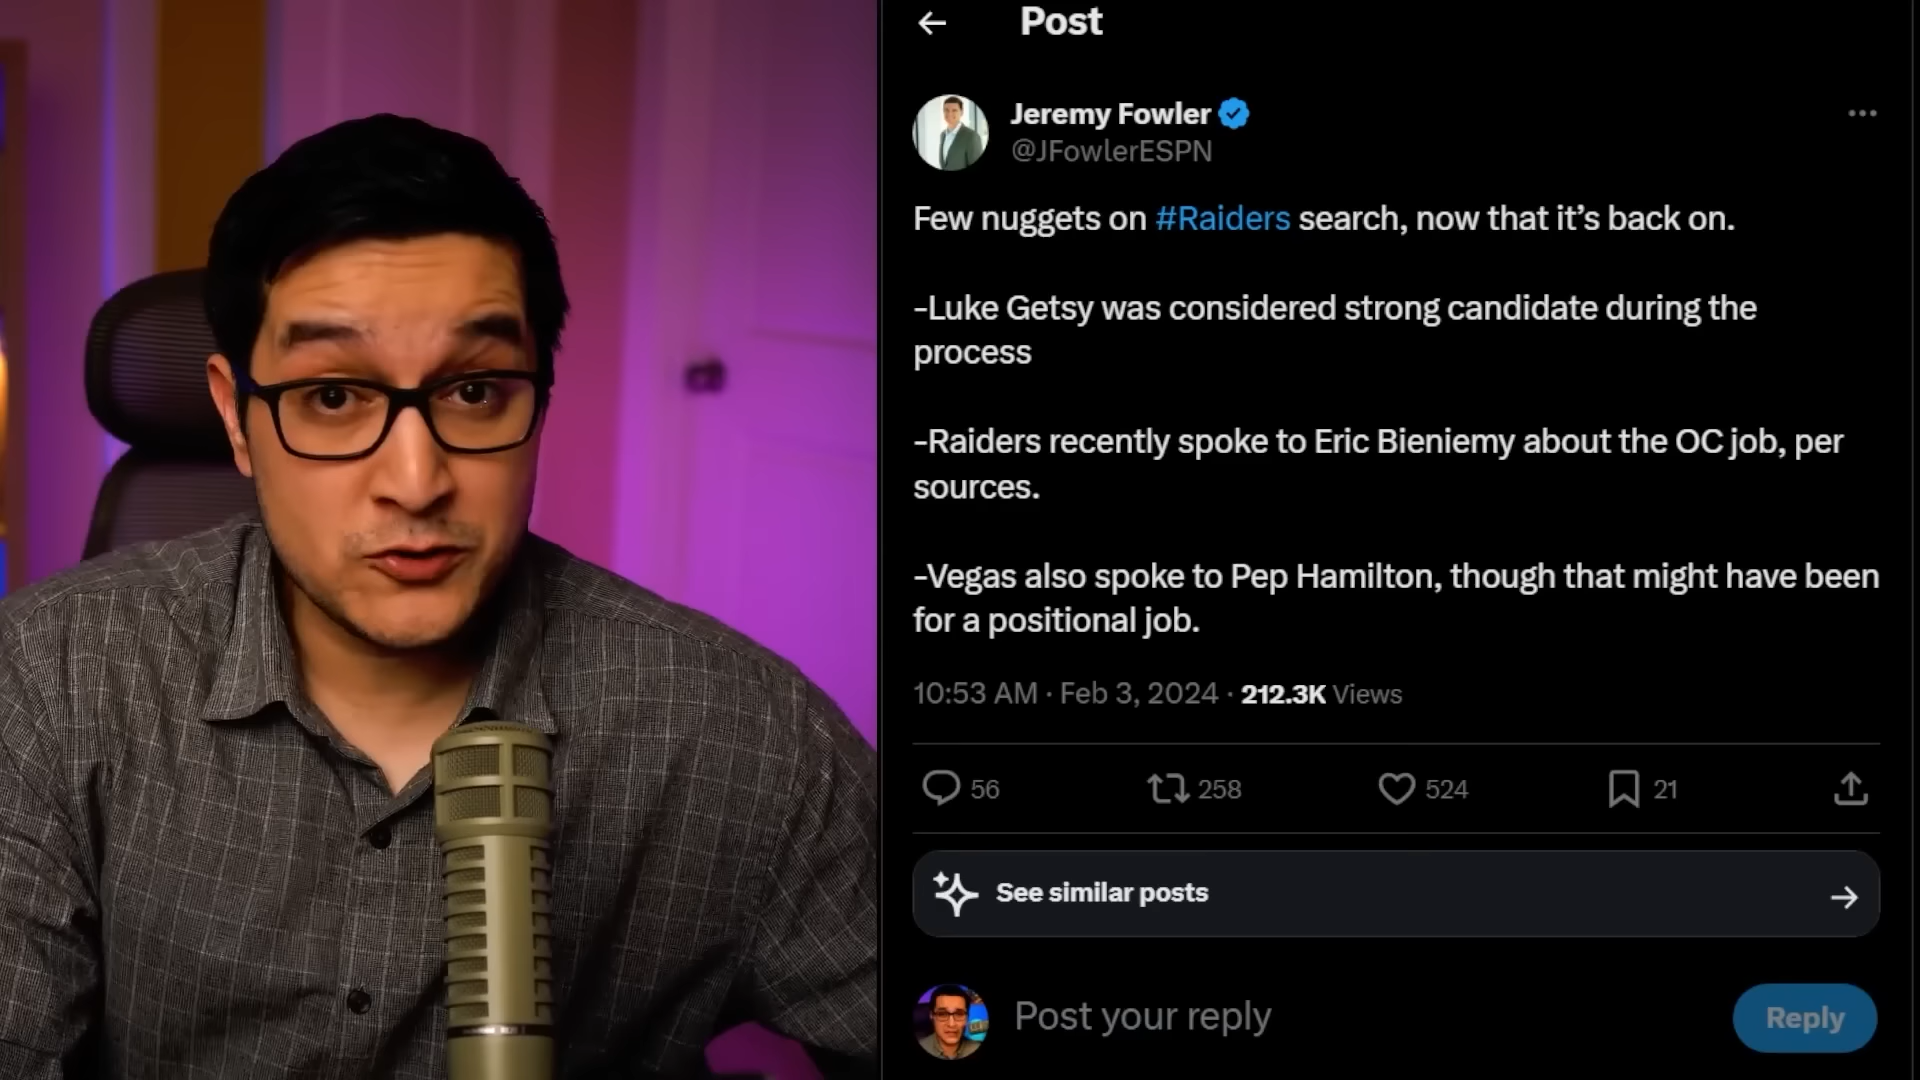 Post
Jeremy Fowler
@JFowlerESPN
Few nuggets on #Raiders search, now that it’s back on.
-Luke Getsy was considered strong candidate during the
process
-Raiders recently spoke to Eric Bieniemy about the OC job, per
sources.
-Vegas also spoke to Pep Hamilton, though that might have been
for a positional job.
10:53 AM · Feb 3, 2024 · 212.3K Views
56 258 524 21
See similar posts
Post your reply
Reply